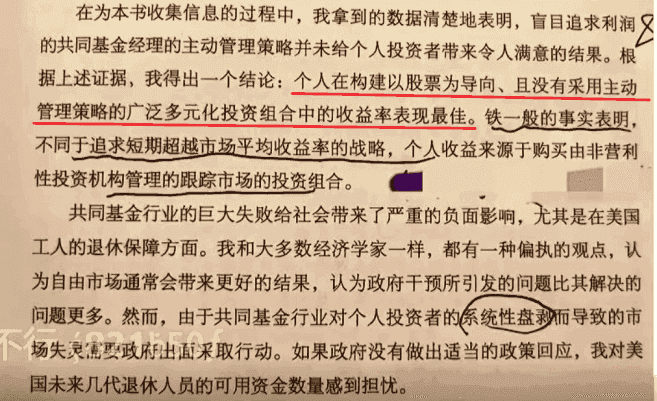 在为本书收集信息的过程中，我拿到的数据清楚地表明，盲目追求利润
的共同基金经理的主动管理策略并未给个人投资者带来令人满意的结果。根
据上述证据，我得出一个结论：个人在构建以股票为导向、且没有采用主动
管理策略的广泛多元化投资组合中的收益率表现最佳。铁一般的事实表明，
不同于追求短期超越市场平均收益率的战略，个人收益来源于购买由非营利
性投资机构管理的跟踪市场的投资组合。
共同基金行业的巨大失败给社会带来了严重的负面影响，尤其是在美国
工人的退休保障方面。我和大多数经济学家一样，都有一种偏执的观点，认
为自由市场通常会带来更好的结果，认为政府干预所引发的问题比其解决的
问题更多。然而，由于共同基金行业对个人投资者的系统性盘剥而导致的市
场失灵需要政府出面采取行动。如果政府没有做出适当的政策回应，我对美
国未来几代退休人员的可用资金数量感到担忧。